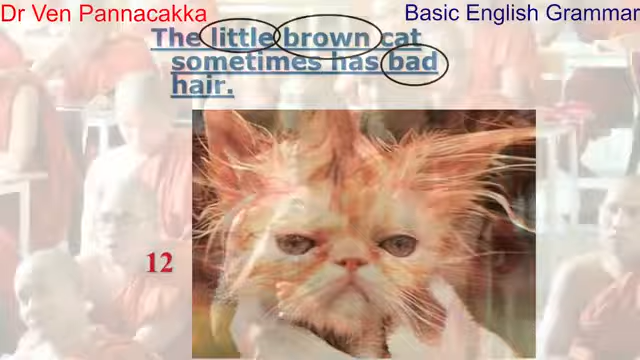 Dr Ven Pannacakka
Basic English Grammar
The little brown cat
sometimes has bad
hair.
12